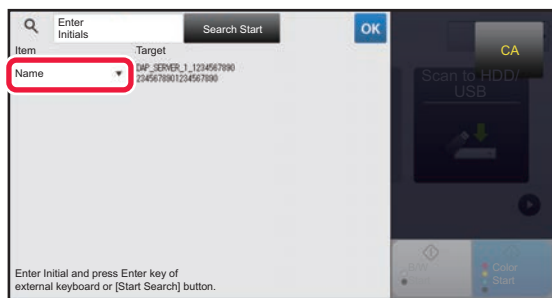 Enter
Initials
Search Start
OK
Item
Target
CA
Name
DAP_SERVER_1_1234567890
2345678901234567890
Scan to HDD/
USB
Enter Initial and press Enter key of
external keyboard or [Start Search] button.
B/W
Start
Color
Start